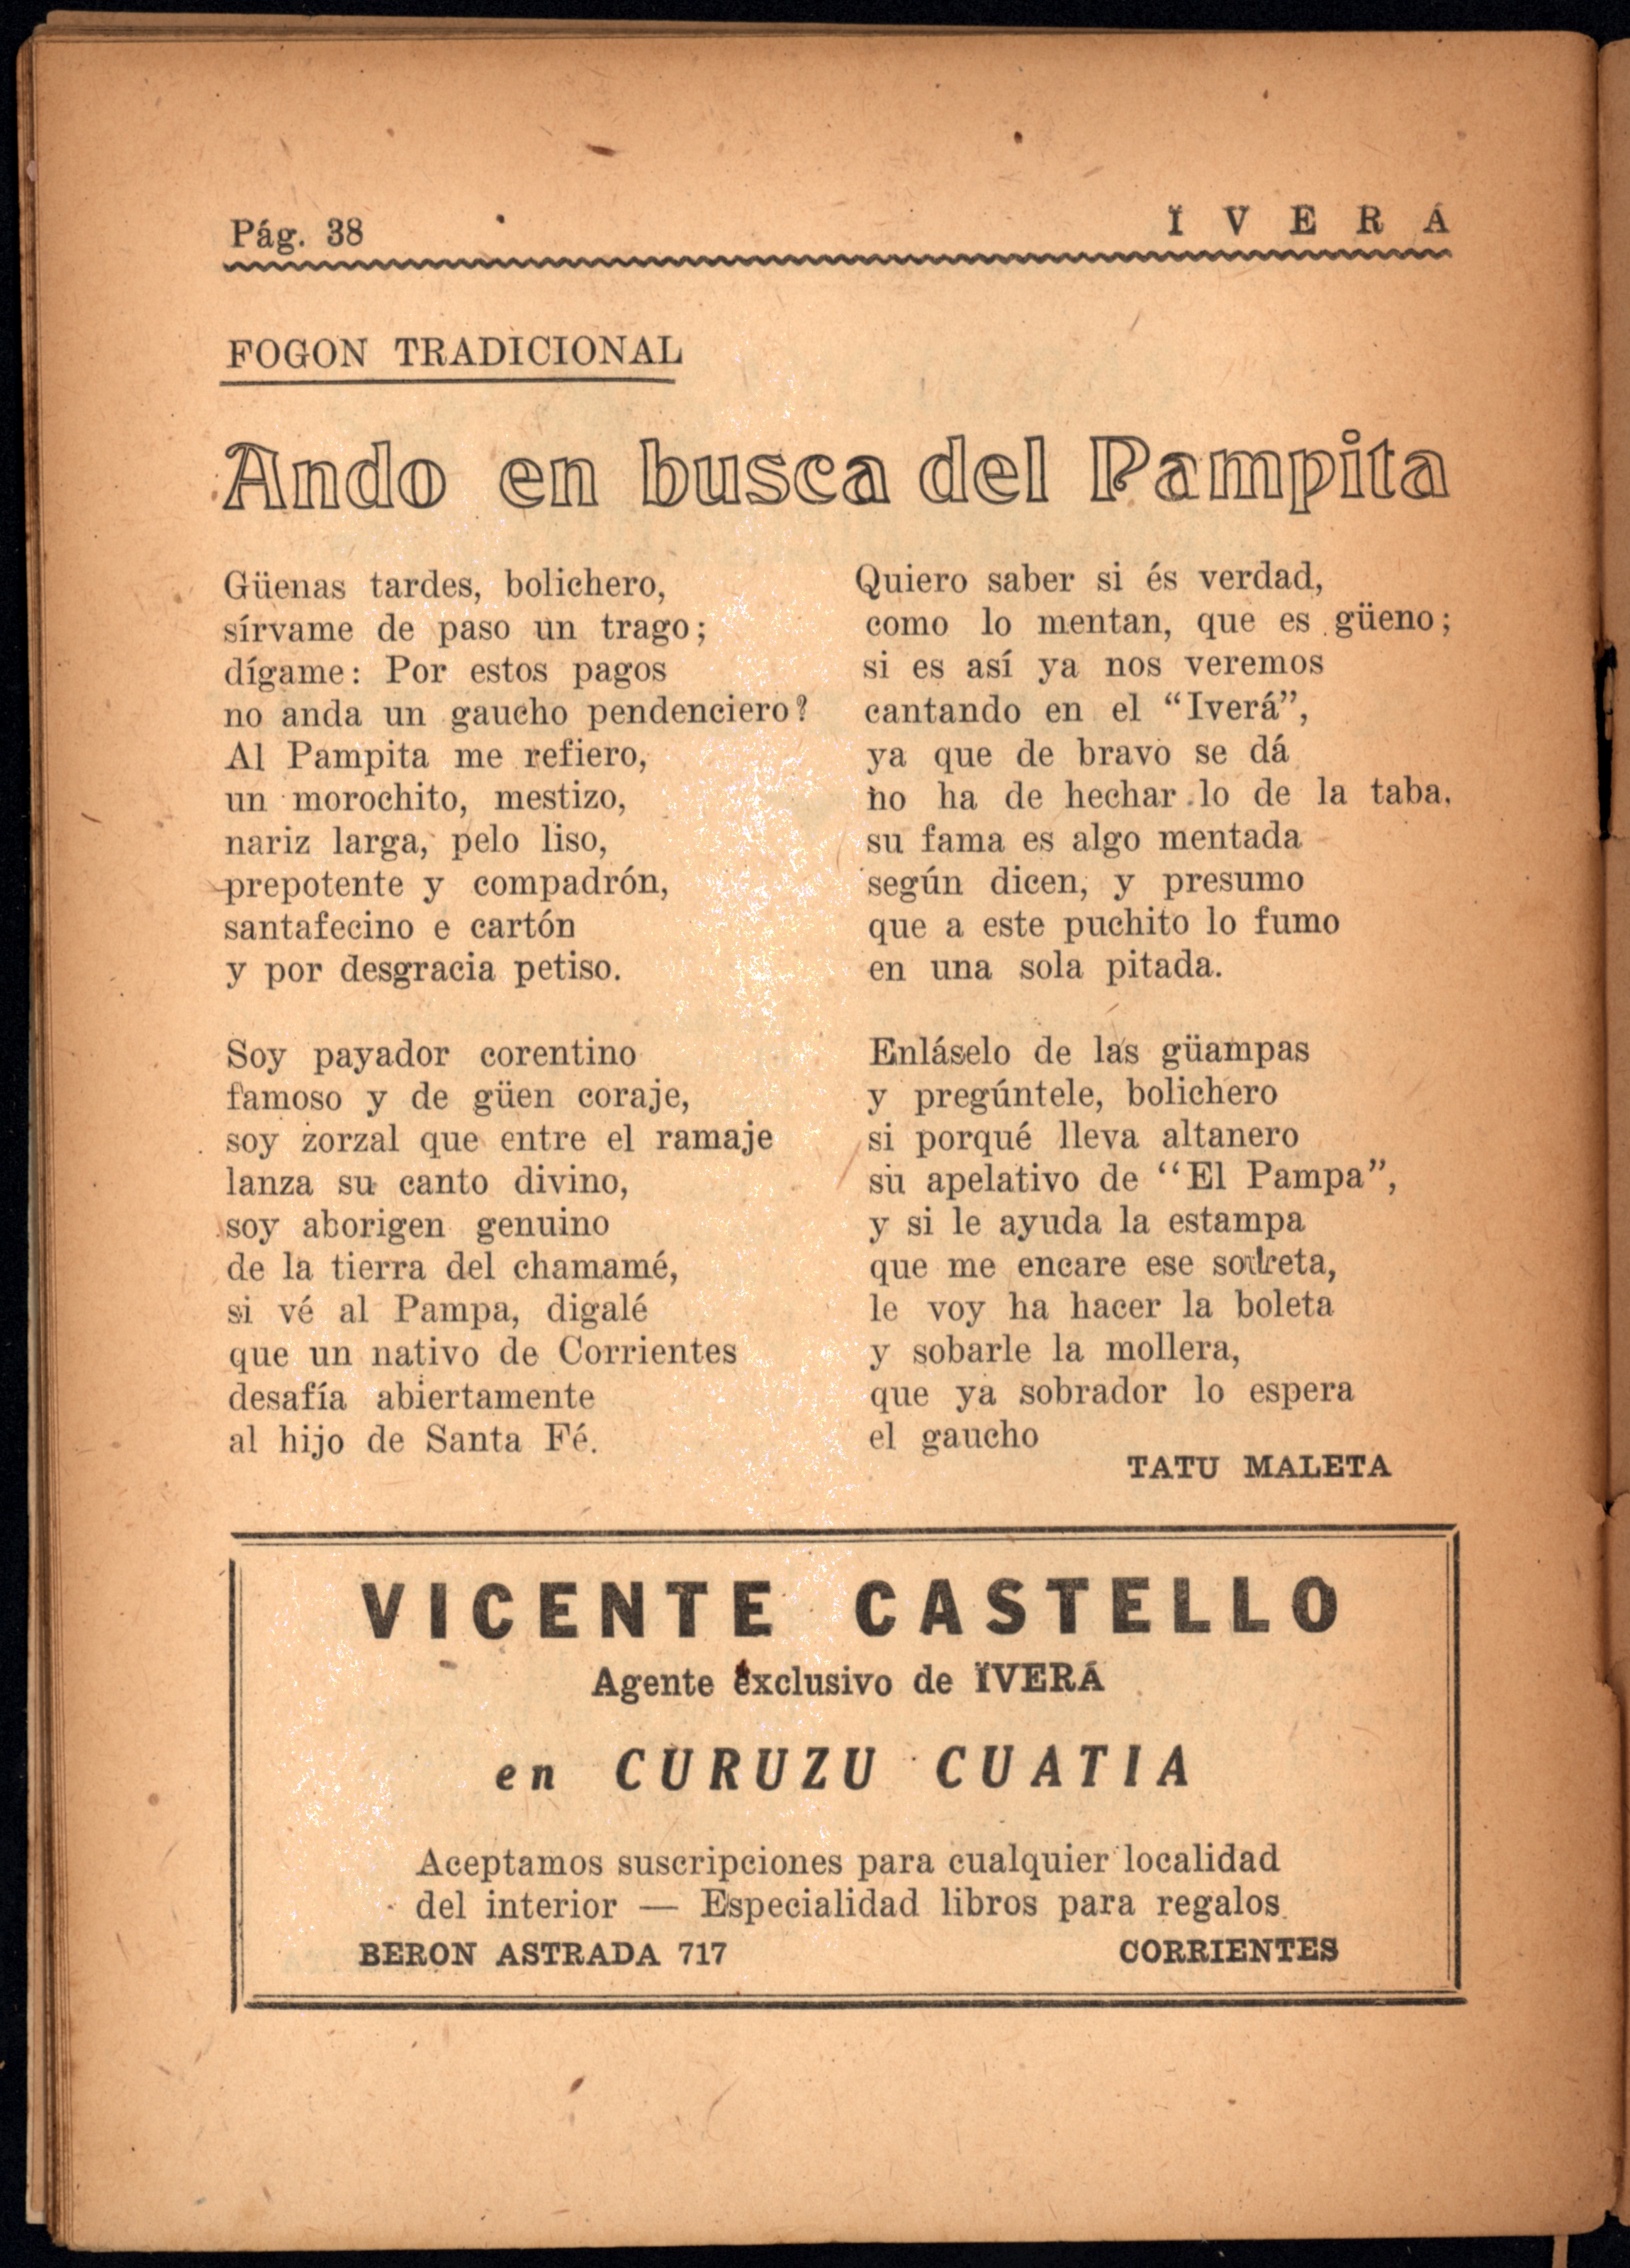 Pág. 38
Ï V E R Á
FOGON TRADICIONAL
Ando en busca del Pampita
Güenas tardes, bolichero,
sírvame de paso un trago;
dígame: Por estos pagos
no anda un gaucho pendenciero?
Al Pampita me refiero,
un morochito, mestizo,
nariz larga, pelo liso,
prepotente y compadrón,
santafecino e cartón
y por desgracia petiso.
Soy payador corentino
famoso y de güen coraje,
soy zorzal que entre el ramaje
lanza su canto divino,
soy aborigen genuino
de la tierra del chamamé,
si vé al Pampa, digalé
que un nativo de Corrientes
desafía abiertamente
al hijo de Santa Fé.
Quiero saber si és verdad,
como lo mentan, que es güeno;
si es así ya nos veremos
cantando en el “Iverá”,
ya que de bravo se dá
no ha de hechar lo de la taba.
su fama es algo mentada
según dicen, y presumo
que a este puchito lo fumo
en una sola pitada.
Enláselo de las güampas
y pregúntele, bolichero
si porqué lleva altanero
su apelativo de “El Pampa”,
y si le ayuda la estampa
que me encare ese
le voy ha hacer la boleta
y sobarle la mollera,
que ya sobrador lo espera
el gaucho
TATU MALETA
VICENTE CASTELLO
Agente exclusivo de ÏVERÁ
en CURUZU CUATIA
Aceptamos suscripciones para cualquier localidad
del interior — Especialidad libros para regalos
BERON ASTRADA 717
CORRIENTES